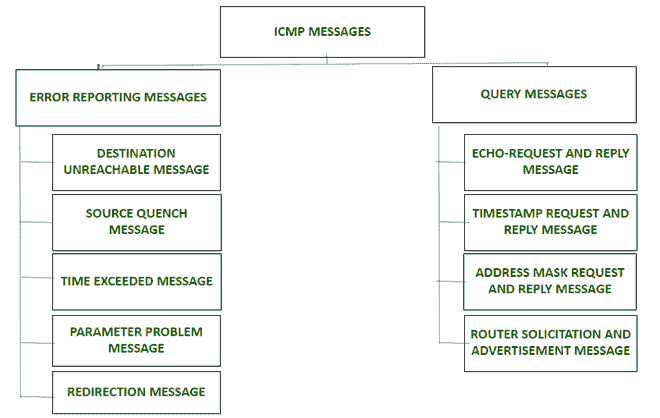 ICMP MESSAGES
ERROR REPORTING MESSAGES
DESTINATION
UNREACHABLE MESSAGE
SOURCE QUENCH
MESSAGE
TIME EXCEEDED MESSAGE
PARAMETER PROBLEM
MESSAGE
REDIRECTION MESSAGE
QUERY MESSAGES
ECHO-REQUEST AND REPLY
MESSAGE
TIMESTAMP REQUEST AND
REPLY MESSAGE
ADDRESS MASK REQUEST
AND REPLY MESSAGE
ROUTER SOLICITATION AND
ADVERTISEMENT MESSAGE